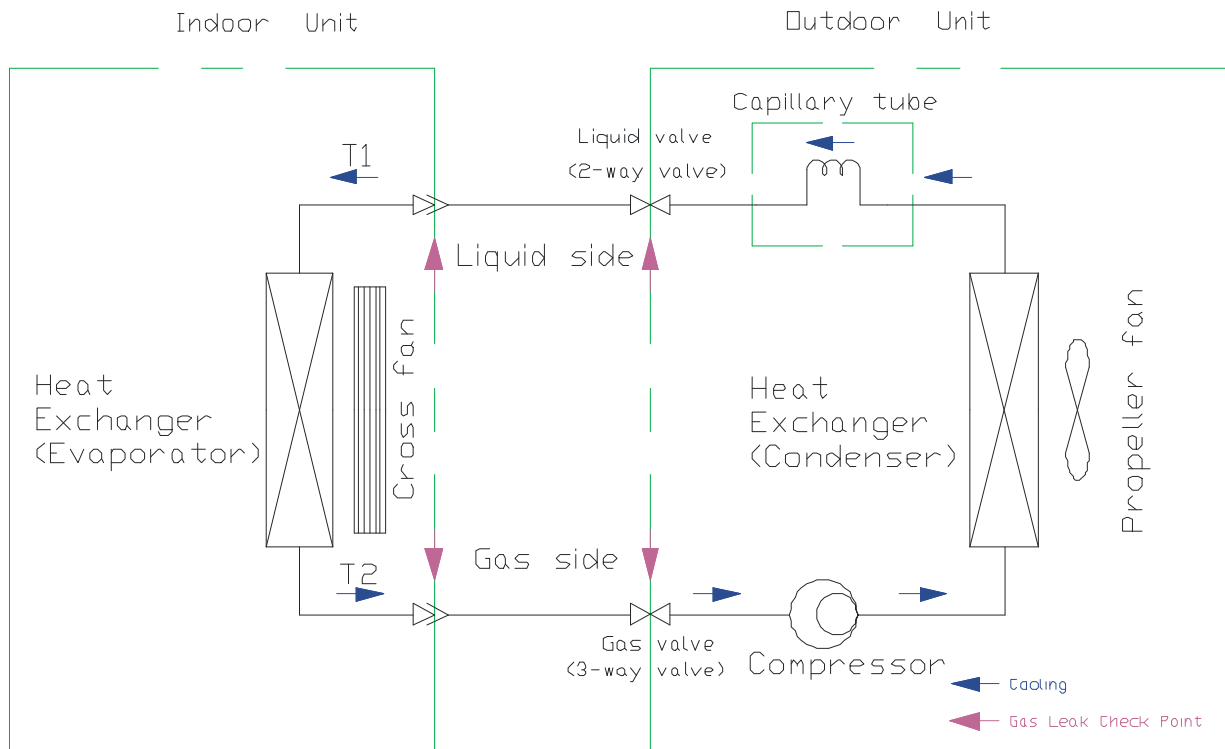 Indoor Unit
Outdoor Unit
Capillary tube
Liquid valve
(2-way valve)
T1
Liquid side
Heat
Exchanger
(Evaporator)
Cross fan
Heat
Exchanger
(Condenser)
Propeller fan
Gas side
T2
Gas valve
(3-way valve)
Compressor
Cooling
Gas Leak Check Point